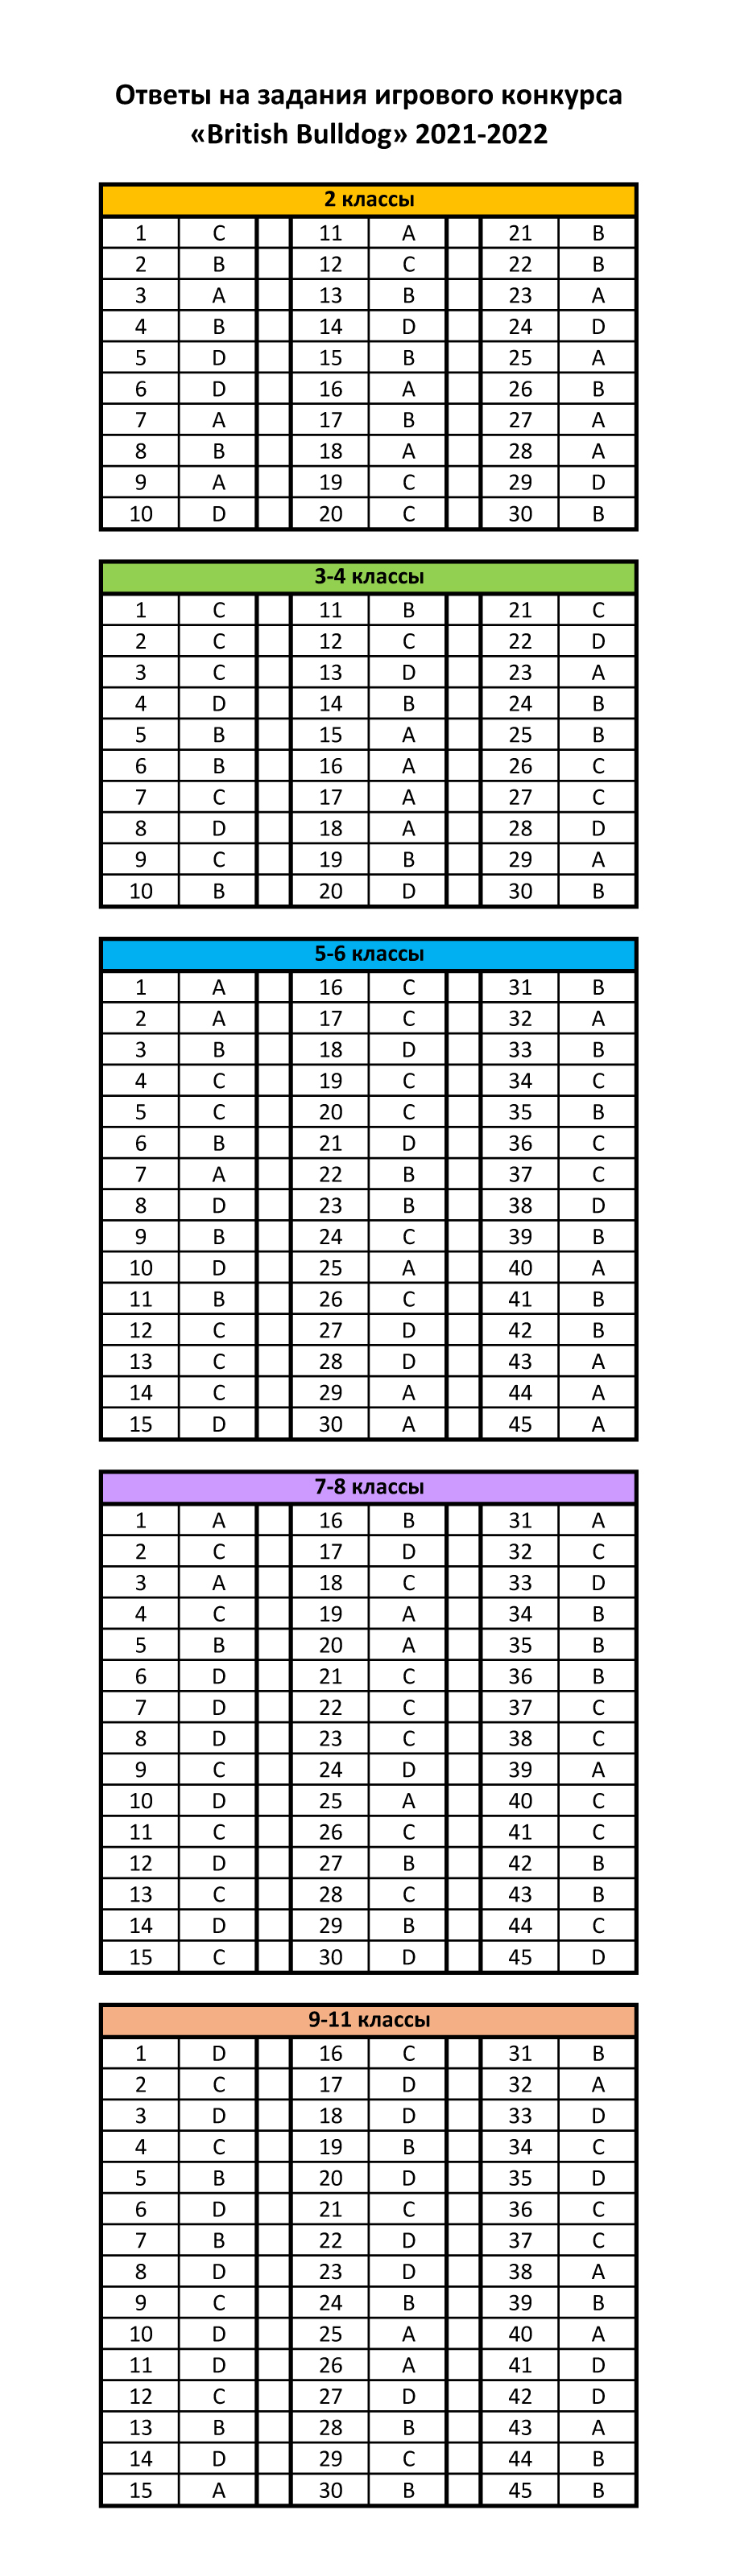 Ответы на задания игрового конкурса
«British Bulldog» 2021-2022
2 классы
1 C 11 A 21 B
2 B 12 C 22 B
3 A 13 B 23 A
4 B 14 D 24 D
5 D 15 B 25 A
6 D 16 A 26 B
7 A 17 B 27 A
8 B 18 A 28 A
9 A 19 C 29 D
10 D 20 C 30 B
3-4 классы
1 C 11 B 21 C
2 C 12 C 22 D
3 C 13 D 23 A
4 D 14 B 24 B
5 B 15 A 25 B
6 B 16 A 26 C
7 C 17 A 27 C
8 D 18 A 28 D
9 C 19 B 29 A
10 B 20 D 30 B
5-6 классы
1 A 16 C 31 B
2 A 17 C 32 A
3 B 18 D 33 B
4 C 19 C 34 C
5 C 20 C 35 B
6 B 21 D 36 C
7 A 22 B 37 C
8 D 23 B 38 D
9 B 24 C 39 B
10 D 25 A 40 A
11 B 26 C 41 B
12 C 27 D 42 B
13 C 28 D 43 A
14 C 29 A 44 A
15 D 30 A 45 A
7-8 классы
1 A 16 B 31 A
2 C 17 D 32 C
3 A 18 C 33 D
4 C 19 A 34 B
5 B 20 A 35 B
6 D 21 C 36 B
7 D 22 C 37 C
8 D 23 C 38 C
9 C 24 D 39 A
10 D 25 A 40 C
11 C 26 C 41 C
12 D 27 B 42 B
13 C 28 C 43 B
14 D 29 B 44 C
15 C 30 D 45 D
9-11 классы
1 D 16 C 31 B
2 C 17 D 32 A
3 D 18 D 33 D
4 C 19 B 34 C
5 B 20 D 35 D
6 D 21 C 36 C
7 B 22 D 37 C
8 D 23 D 38 A
9 C 24 B 39 B
10 D 25 A 40 A
11 D 26 A 41 D
12 C 27 D 42 D
13 B 28 B 43 A
14 D 29 C 44 B
15 A 30 B 45 B